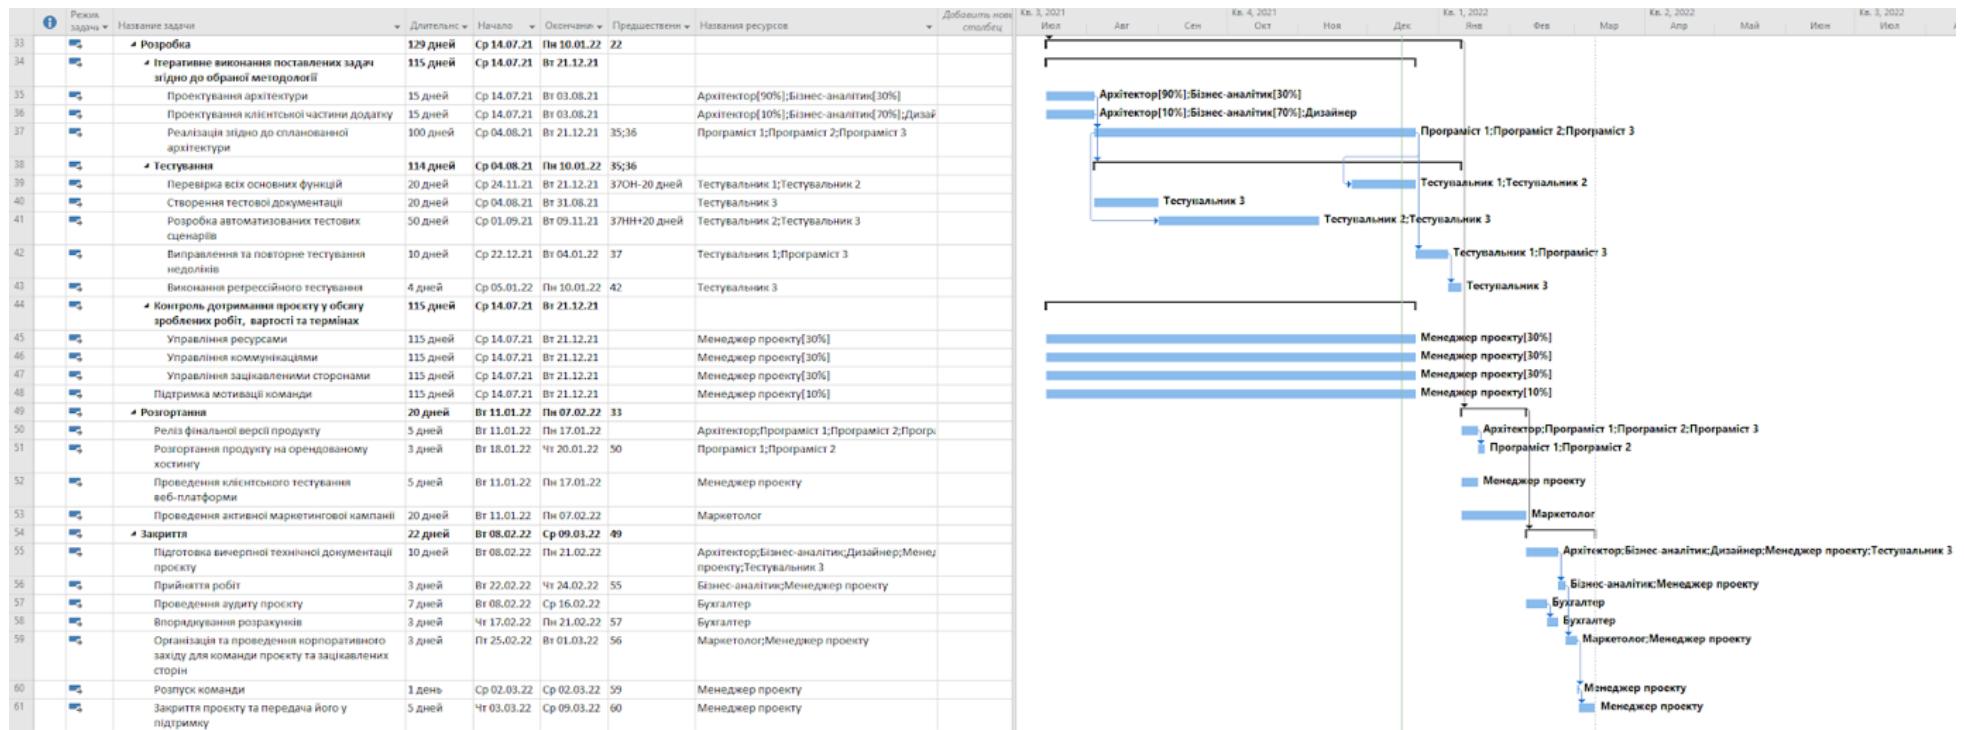 Режим задачи Название задачи Длительнс Начало Окончани Предшественн Названия ресурсов Добавить новый столбец
Кв. 3, 2021 Кв. 4, 2021 Кв. 1, 2022 Кв. 2, 2022 Кв. 3, 2022
Июл Авг Сен Окт Ноя Дек Янв Фев Мар Апр Май Июн Июл
33 Розробка 129 дней Ср 14.07.21 Пн 10.01.22 22
34 Ітеративне виконання поставлених задач згідно до обраної методології 115 дней Ср 14.07.21 Вт 21.12.21
35 Проектування архітектури 15 дней Ср 14.07.21 Вт 03.08.21 Архітектор[90%];Бізнес-аналітик[30%]
36 Проектування клієнтської частини додатку 15 дней Ср 14.07.21 Вт 03.08.21 Архітектор[10%];Бізнес-аналітик[70%];Дизай
37 Реалізація згідно до спланованної архітектури 100 дней Ср 04.08.21 Вт 21.12.21 35;36 Програміст 1;Програміст 2;Програміст 3
38 Тестування 114 дней Ср 04.08.21 Пн 10.01.22 35;36
39 Перевірка всіх основних функцій 20 дней Ср 24.11.21 Вт 21.12.21 37ОН-20 дней Тестувальник 1;Тестувальник 2
40 Створення тестової документації 20 дней Ср 04.08.21 Вт 31.08.21 Тестувальник 3
41 Розробка автоматизованих тестових сценаріїв 50 дней Ср 01.09.21 Вт 09.11.21 37НН+20 дней Тестувальник 2;Тестувальник 3
42 Виправлення та повторне тестування недоліків 10 дней Ср 22.12.21 Вт 04.01.22 37 Тестувальник 1;Програміст 3
43 Виконання регрессійного тестування 4 дней Ср 05.01.22 Пн 10.01.22 42 Тестувальник 3
44 Контроль дотримання проєкту у обсягу зроблених робіт, вартості та термінах 115 дней Ср 14.07.21 Вт 21.12.21
45 Управління ресурсами 115 дней Ср 14.07.21 Вт 21.12.21 Менеджер проекту[30%]
46 Управління коммунікаціями 115 дней Ср 14.07.21 Вт 21.12.21 Менеджер проекту[30%]
47 Управління зацікавленими сторонами 115 дней Ср 14.07.21 Вт 21.12.21 Менеджер проекту[30%]
48 Підтримка мотивації команди 115 дней Ср 14.07.21 Вт 21.12.21 Менеджер проекту[10%]
49 Розгортання 20 дней Вт 11.01.22 Пн 07.02.22 33
50 Реліз фінальної версії продукту 5 дней Вт 11.01.22 Пн 17.01.22 Архітектор;Програміст 1;Програміст 2;Прогр
51 Розгортання продукту на орендованому хостингу 3 дней Вт 18.01.22 Чт 20.01.22 50 Програміст 1;Програміст 2
52 Проведення клієнтського тестування веб-платформи 5 дней Вт 11.01.22 Пн 17.01.22 Менеджер проекту
53 Проведення активної маркетингової кампанії 20 дней Вт 11.01.22 Пн 07.02.22 Маркетолог
54 Закриття 22 дней Вт 08.02.22 Ср 09.03.22 49
55 Підготовка вичерпної технічної документації проєкту 10 дней Вт 08.02.22 Пн 21.02.22 Архітектор;Бізнес-аналітик;Дизайнер;Менед проекту;Тестувальник 3
56 Прийняття робіт 3 дней Вт 22.02.22 Чт 24.02.22 55 Бізнес-аналітик;Менеджер проекту
57 Проведення аудиту проєкту 7 дней Вт 08.02.22 Ср 16.02.22 Бухгалтер
58 Впорядкування розрахунків 3 дней Чт 17.02.22 Пн 21.02.22 57 Бухгалтер
59 Організація та проведення корпоративного заходу для команди проєкту та зацікавлених сторін 3 дней Пт 25.02.22 Вт 01.03.22 56 Маркетолог;Менеджер проекту
60 Розпуск команди 1 день Ср 02.03.22 Ср 02.03.22 59 Менеджер проекту
61 Закриття проєкту та передача його у підтримку 5 дней Чт 03.03.22 Ср 09.03.22 60 Менеджер проекту
Архітектор[90%];Бізнес-аналітик[30%]
Архітектор[10%];Бізнес-аналітик[70%];Дизайнер
Програміст 1;Програміст 2;Програміст 3
Тестувальник 1;Тестувальник 2
Тестувальник 3
Тестувальник 2;Тестувальник 3
Тестувальник 1;Програміст 3
Тестувальник 3
Менеджер проекту[30%]
Менеджер проекту[30%]
Менеджер проекту[30%]
Менеджер проекту[10%]
Архітектор;Програміст 1;Програміст 2;Програміст 3
Програміст 1;Програміст 2
Менеджер проекту
Маркетолог
Архітектор;Бізнес-аналітик;Дизайнер;Менеджер проекту;Тестувальник 3
Бізнес-аналітик;Менеджер проекту
Бухгалтер
Бухгалтер
Маркетолог;Менеджер проекту
Менеджер проекту
Менеджер проекту